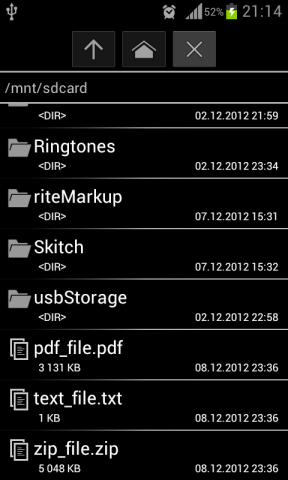 52% 21:14
/mnt/sdcard
<DIR> 02.12.2012 21:59
Ringtones
<DIR> 02.12.2012 23:34
riteMarkup
<DIR> 07.12.2012 15:31
Skitch
<DIR> 07.12.2012 15:32
usbStorage
<DIR> 02.12.2012 22:58
pdf_file.pdf
3 131 KB 08.12.2012 23:36
text_file.txt
1 KB 08.12.2012 23:36
zip_file.zip
5 048 KB 08.12.2012 23:36